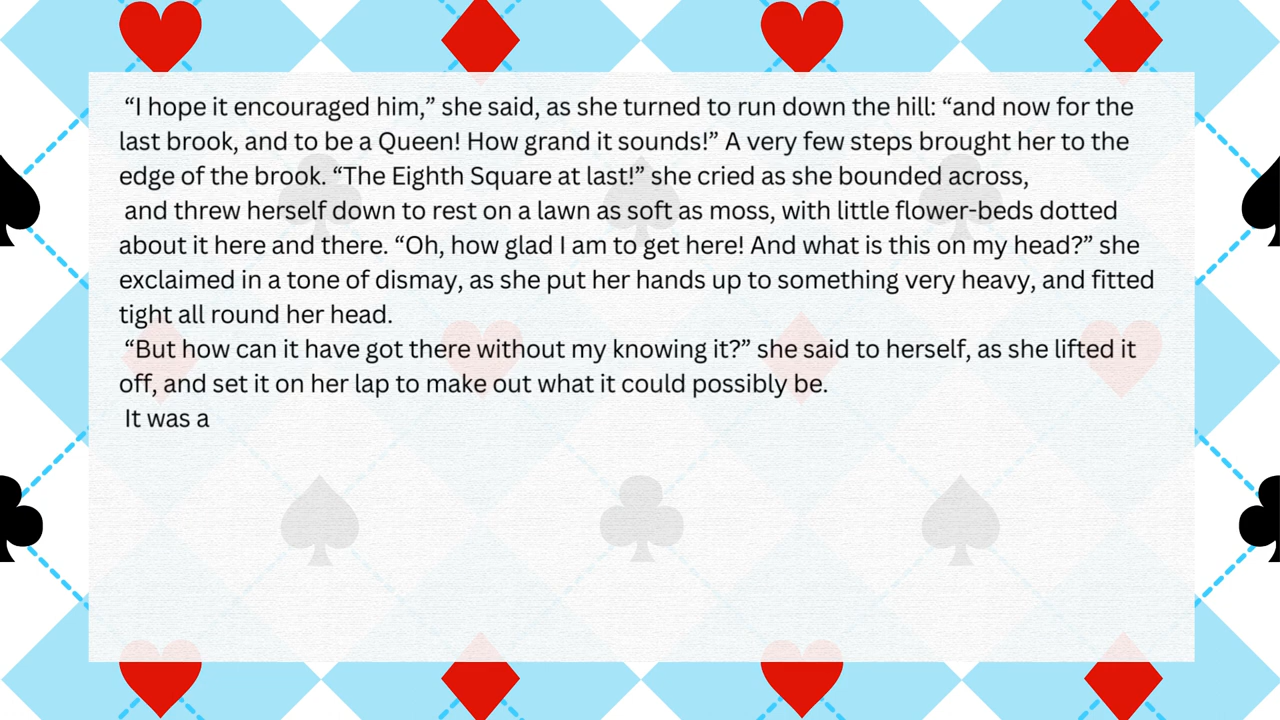 “I hope it encouraged him,” she said, as she turned to run down the hill: “and now for the
last brook, and to be a Queen! How grand it sounds!” A very few steps brought her to the
edge of the brook. “The Eighth Square at last!” she cried as she bounded across,
and threw herself down to rest on a lawn as soft as moss, with little flower-beds dotted
about it here and there. “Oh, how glad I am to get here! And what is this on my head?” she
exclaimed in a tone of dismay, as she put her hands up to something very heavy, and fitted
tight all round her head.
“But how can it have got there without my knowing it?” she said to herself, as she lifted it
off, and set it on her lap to make out what it could possibly be.
It was a